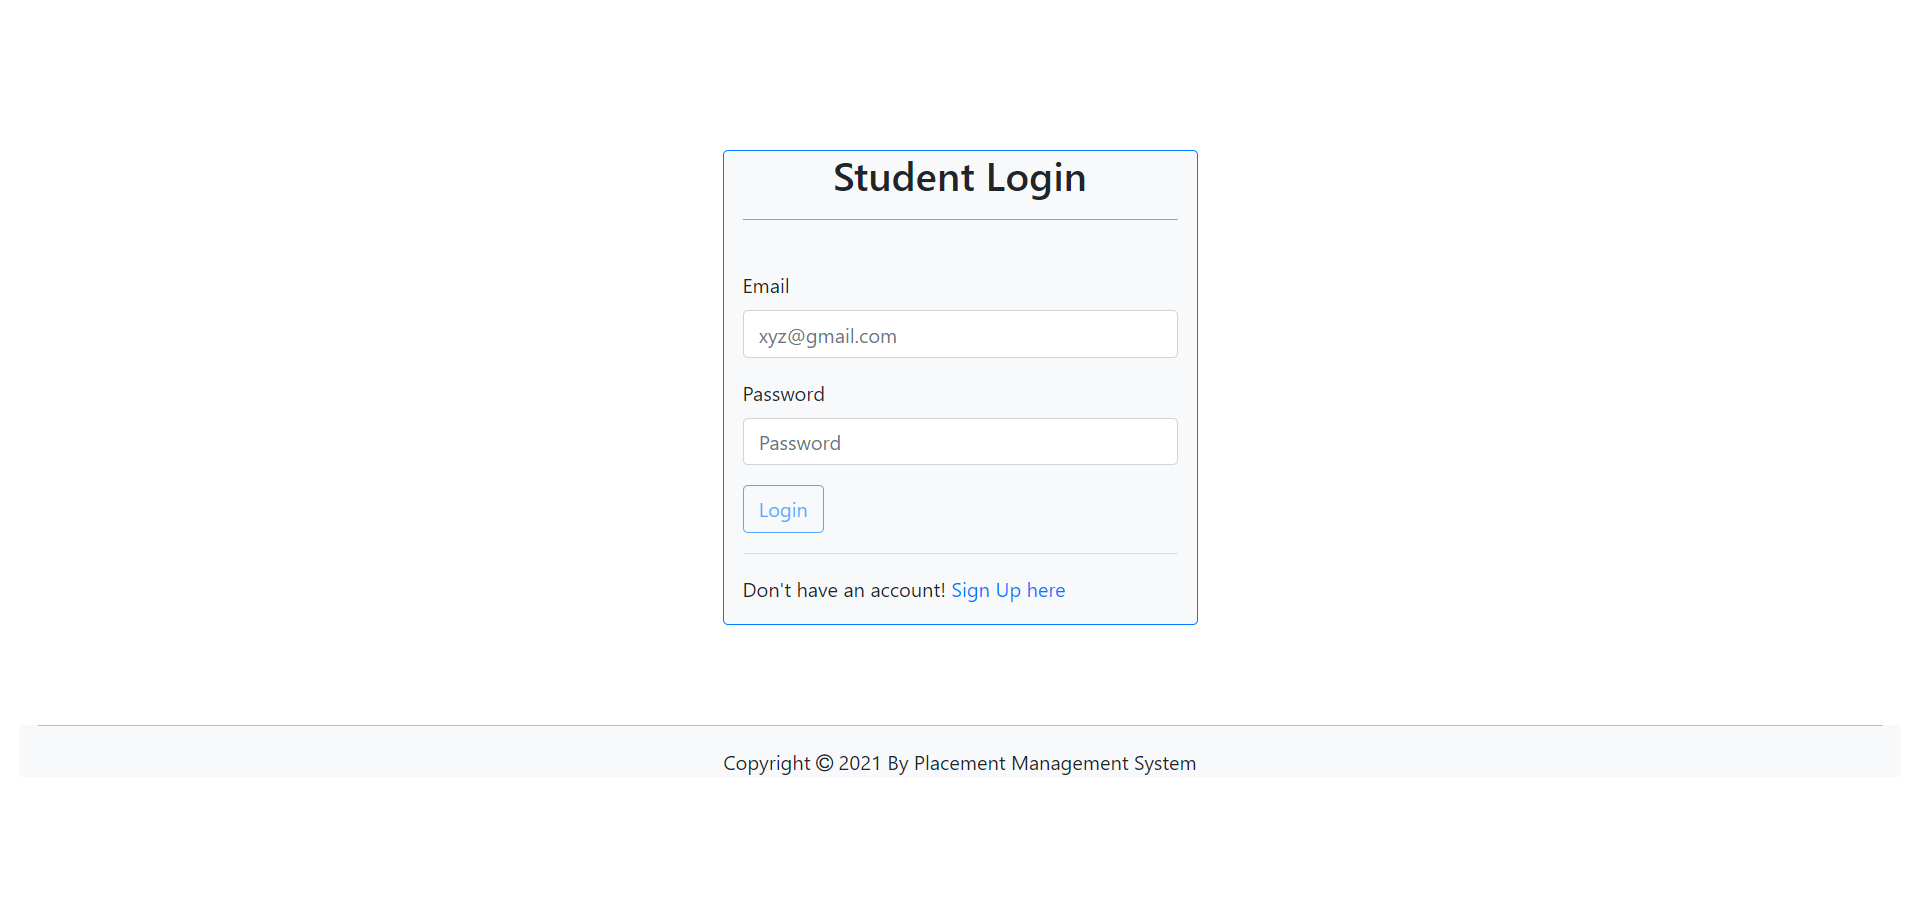 Student Login
Email
xyz@gmail.com
Password
Password
Login
Don't have an account! Sign Up here
Copyright © 2021 By Placement Management System